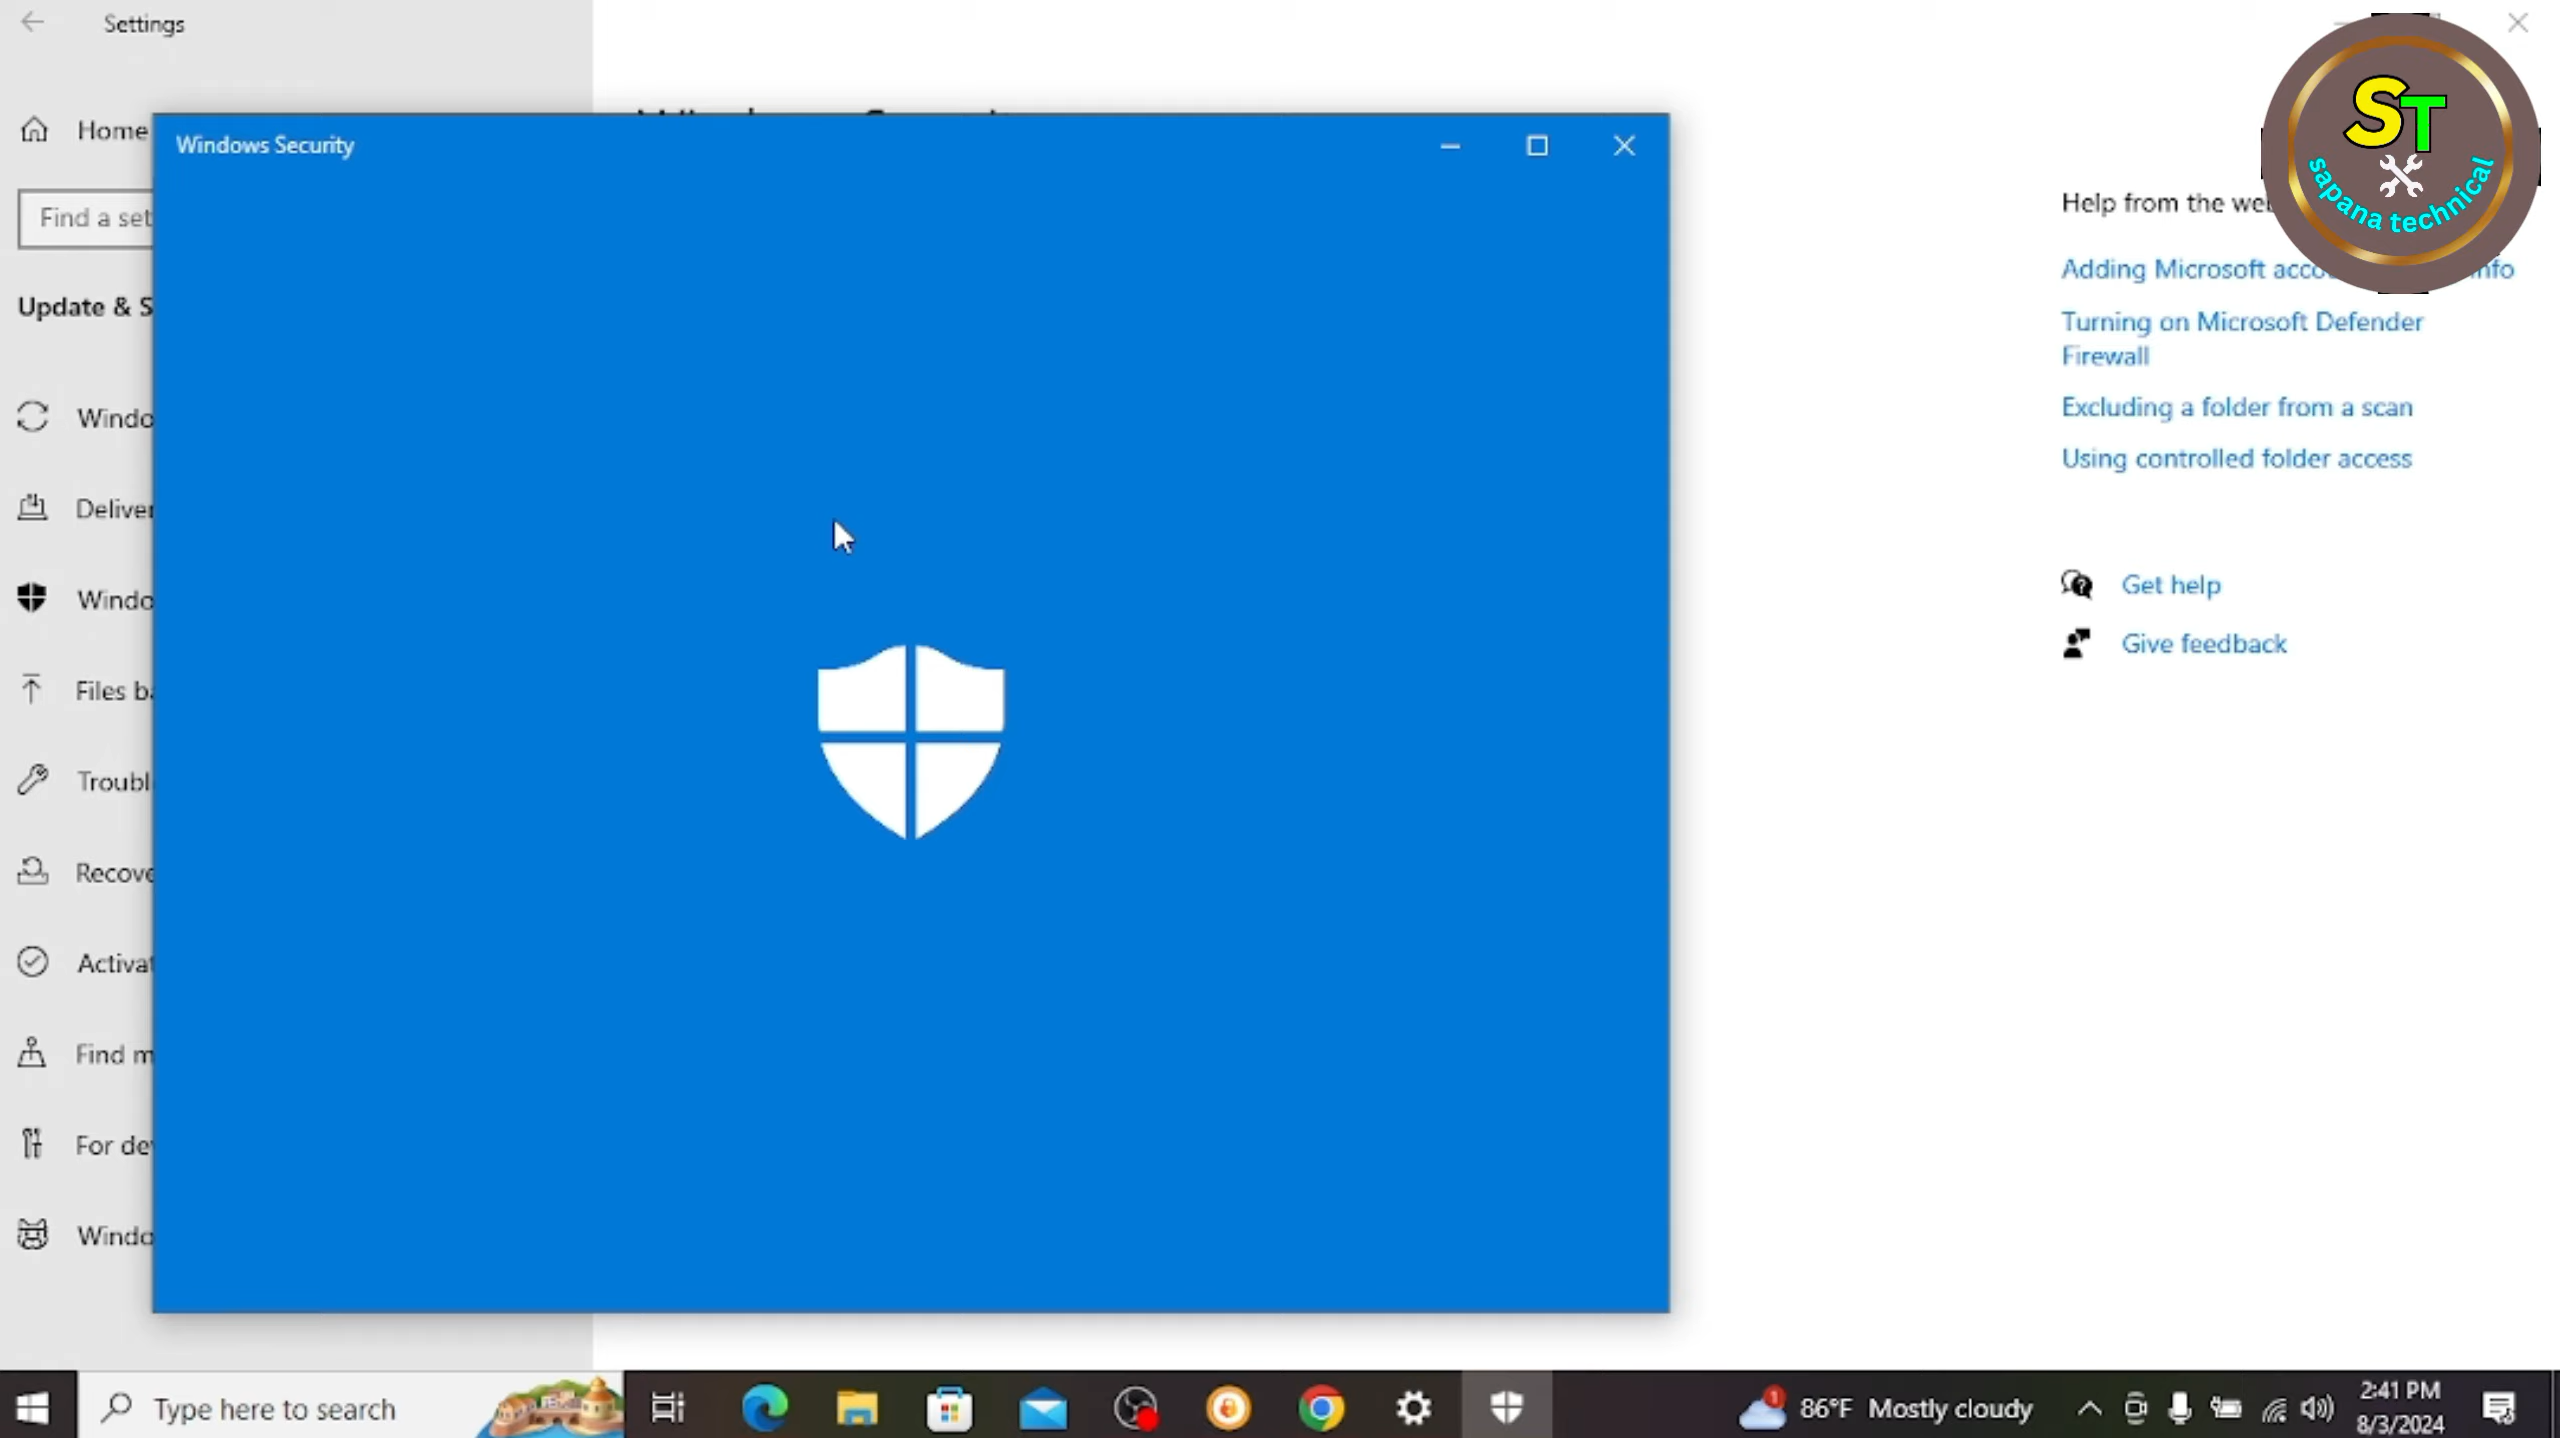 Settings
Home
Windows Security
Find a set
Update & S
Windo
Deliver
Windo
Files ba
Troubl
Recove
Activat
Find m
For de
Windo
ST
sapana technical
Help from the we
Adding Microsoft acco
nfo
Turning on Microsoft Defender
Firewall
Excluding a folder from a scan
Using controlled folder access
Get help
Give feedback
Type here to search
1
86°F Mostly cloudy
2:41 PM
8/3/2024